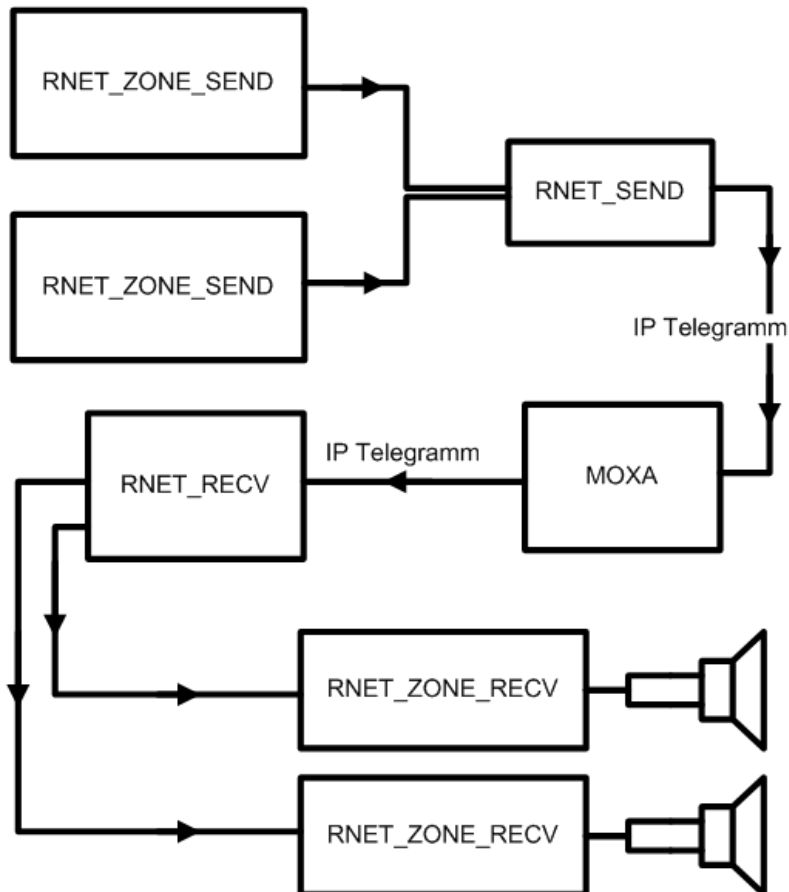 RNET_ZONE_SEND
RNET_SEND
RNET_ZONE_SEND
IP Telegramm
IP Telegramm
RNET_RECV
MOXA
RNET_ZONE_RECV
RNET_ZONE_RECV